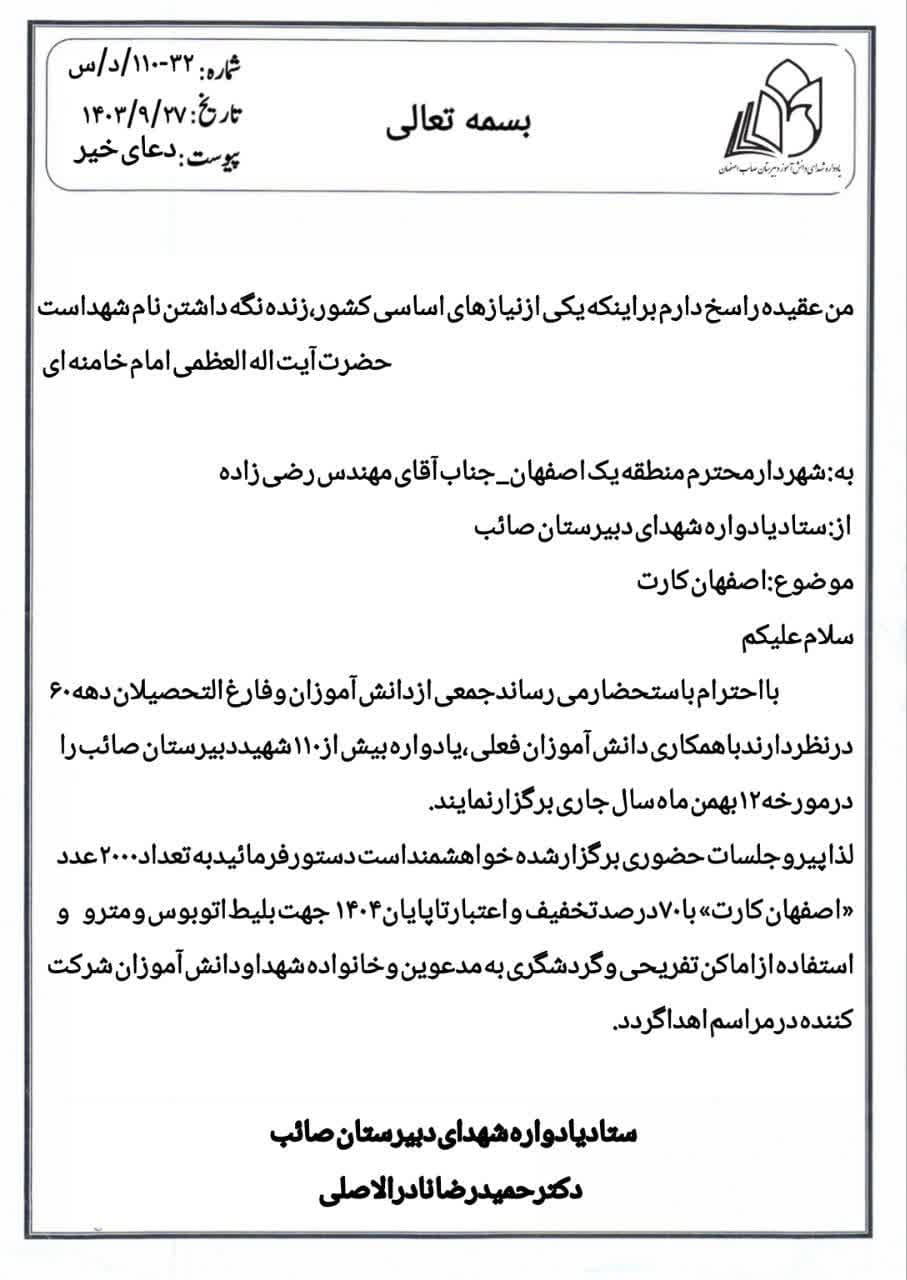 بسمه تعالی
شماره: ۳۲-۱۱۰/د/س
تاریخ: ۱۴۰۳/۹/۲۷
پیوست: دعای خیر
یادواره شهدای دانش آموز دبیرستان صائب اصفهان
من عقیده راسخ دارم براینکه یکی ازنیازهای اساسی کشور،زنده نگه داشتن نام شهداست
حضرت آیت اله العظمی امام خامنه ای
به:شهردارمحترم منطقه یک اصفهان_جناب آقای مهندس رضی زاده
از:ستادیادواره شهدای دبیرستان صائب
موضوع:اصفهان کارت
سلام علیکم
بااحترام باستحضارمی رساندجمعی ازدانش آموزان وفارغ التحصیلان دهه۶۰
درنظردارندباهمکاری دانش آموزان فعلی،یادواره بیش از۱۱۰شهیددبیرستان صائب را
درمورخه۱۲بهمن ماه سال جاری برگزارنمایند.
لذاپیروجلسات حضوری برگزارشده خواهشمنداست دستورفرمائیدبه تعداد۲۰۰۰عدد
«اصفهان کارت»با۷۰درصدتخفیف واعتبارتاپایان۱۴۰۴ جهت بلیط اتوبوس ومترو و
استفاده ازاماکن تفریحی وگردشگری به مدعوین وخانواده شهداودانش آموزان شرکت
کننده درمراسم اهداگردد.
ستادیادواره شهدای دبیرستان صائب
دکترحمیدرضانادرالاصلی